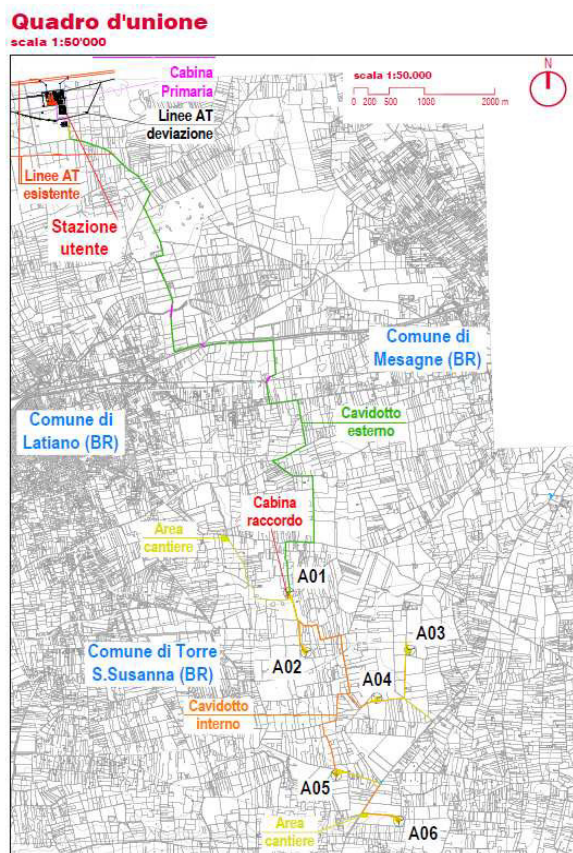 Quadro d'unione
scala 1:50'000
Cabina
Primaria
scala 1:50.000
N
0 200 500 1000 2000 m
Linee AT
deviazione
Linee AT
esistente
Stazione
utente
Comune di
Mesagne (BR)
Comune di
Latiano (BR)
Cavidotto
esterno
Cabina
raccordo
Area
cantiere
A01
A03
A02
Comune di Torre
S.Susanna (BR)
A04
Cavidotto
interno
A05
Area
cantiere
A06